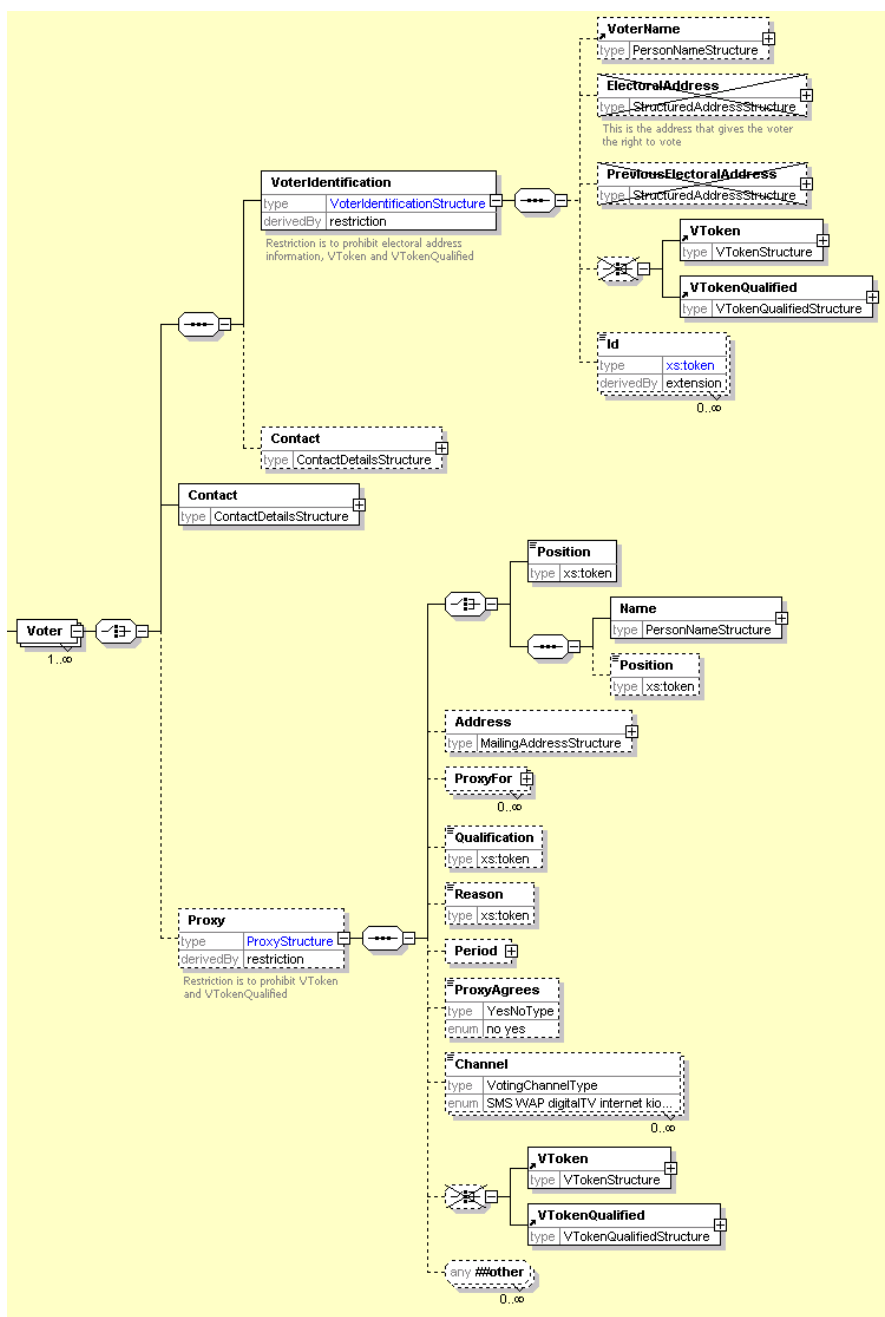 VoterName
type PersonNameStructure
ElectoralAddress
type StructuredAddressStructure
This is the address that gives the voter
the right to vote
PreviousElectoralAddress
type StructuredAddressStructure
VoterIdentification
type VoterIdentificationStructure
derivedBy restriction
Restriction is to prohibit electoral address
information, VToken and VTokenQualified
VToken
type VTokenStructure
VTokenQualified
type VTokenQualifiedStructure
Id
type xs:token
derivedBy extension
0..∞
Contact
type ContactDetailsStructure
Contact
type ContactDetailsStructure
Voter
1..∞
Position
type xs:token
Name
type PersonNameStructure
Position
type xs:token
Address
type MailingAddressStructure
ProxyFor
0..∞
Qualification
type xs:token
Reason
type xs:token
Proxy
type ProxyStructure
derivedBy restriction
Restriction is to prohibit VToken
and VTokenQualified
Period
ProxyAgrees
type YesNoType
enum no yes
Channel
type VotingChannelType
enum SMS WAP digitalTV internet kio...
0..∞
VToken
type VTokenStructure
VTokenQualified
type VTokenQualifiedStructure
any ##other
0..∞